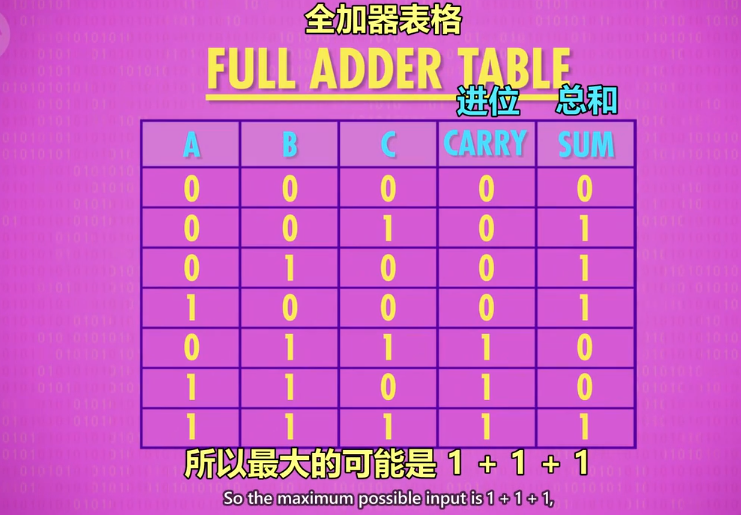 全加器表格
FULL ADDER TABLE
进位 总和
A B C CARRY SUM
0 0 0 0 0
0 0 1 0 1
0 1 0 0 1
1 0 0 0 1
0 1 1 1 0
1 1 0 1 0
1 1 1 1 1
所以最大的可能是 1 + 1 + 1
So the maximum possible input is 1 + 1 + 1,